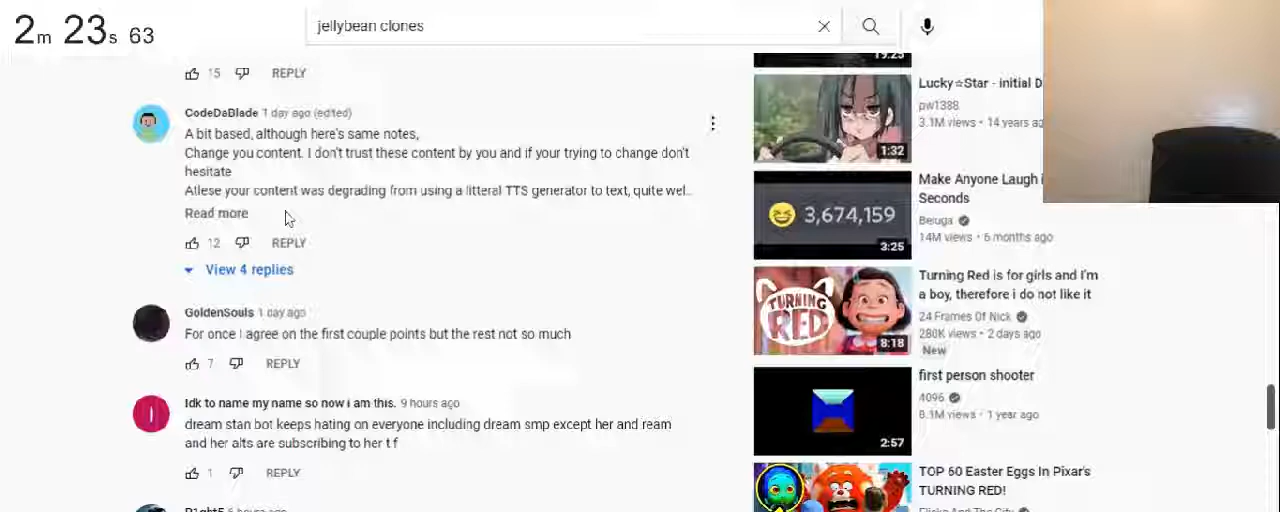 2m 23s 63
jellybean clones
15 REPLY
19:25
CodeDaBlade 1 day ago (edited)
A bit based, although here's same notes,
Change you content. I don't trust these content by you and if your trying to change don't
hesitate
Atlese your content was degrading from using a litteral TTS generator to text, quite wel...
Read more
12 REPLY
View 4 replies
GoldenSouls 1 day ago
For once I agree on the first couple points but the rest not so much
7 REPLY
I
Idk to name my name so now i am this. 9 hours ago
dream stan bot keeps hating on everyone including dream smp except her and ream
and her alts are subscribing to her t f
1 REPLY
Lucky☆Star - initial D
pw1388
3.1M views • 14 years ag
1:32
Make Anyone Laugh i
Seconds
Beluga
14M views • 6 months ago
3,674,159
3:25
Turning Red is for girls and I'm
a boy, therefore i do not like it
24 Frames Of Nick
280K views • 2 days ago
New
TURNING
RED
8:18
first person shooter
4096
8.1M views • 1 year ago
2:57
TOP 60 Easter Eggs In Pixar's
TURNING RED!